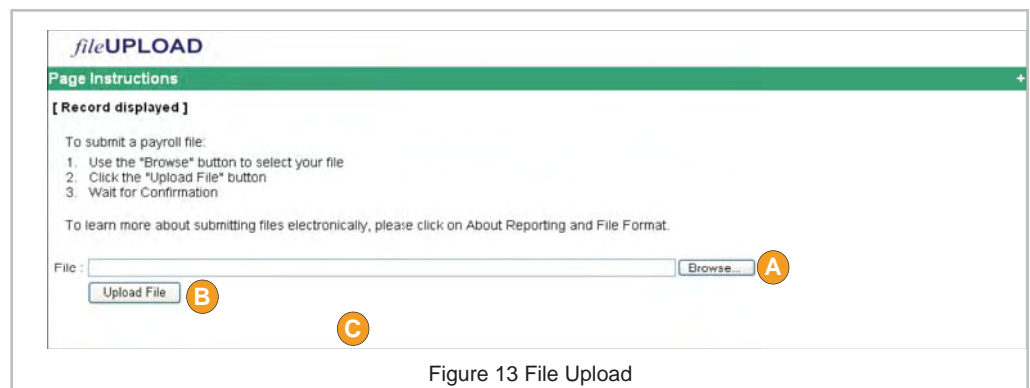 fileUPLOAD
Page Instructions +
[ Record displayed ]
To submit a payroll file:
1. Use the "Browse" button to select your file
2. Click the "Upload File" button
3. Wait for Confirmation
To learn more about submitting files electronically, please click on About Reporting and File Format.
File : Browse... A
Upload File B
C
Figure 13 File Upload